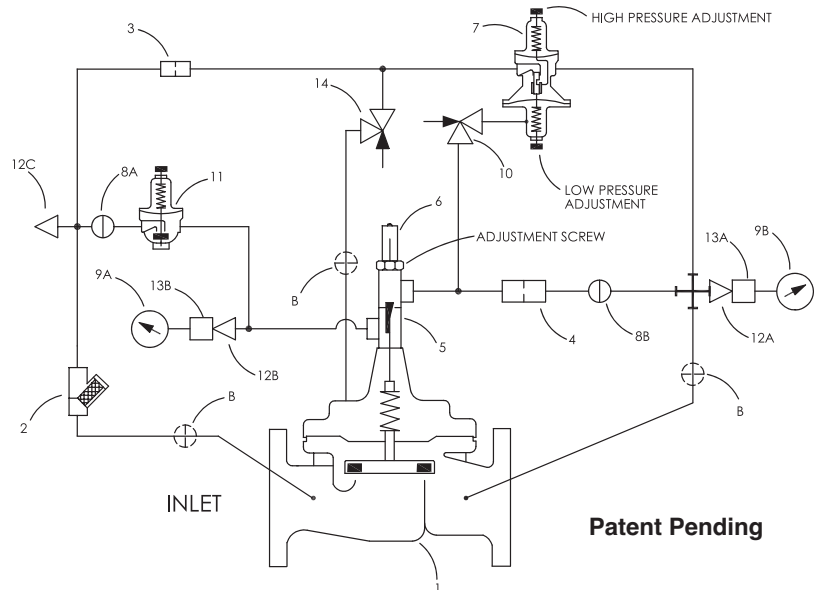 HIGH PRESSURE ADJUSTMENT
3
7
14
12C
8A
11
10
LOW PRESSURE
ADJUSTMENT
6
ADJUSTMENT SCREW
13A
9B
9A
13B
B
4
8B
5
12A
12B
B
B
2
INLET
Patent Pending
1